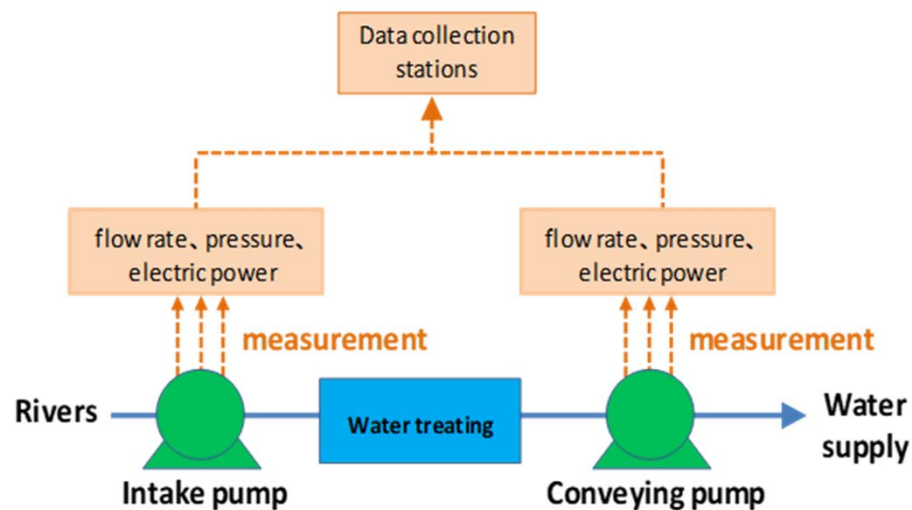 Data collection
stations
flow rate、pressure、
electric power
flow rate、pressure、
electric power
measurement
measurement
Rivers
Water treating
Water
supply
Intake pump
Conveying pump